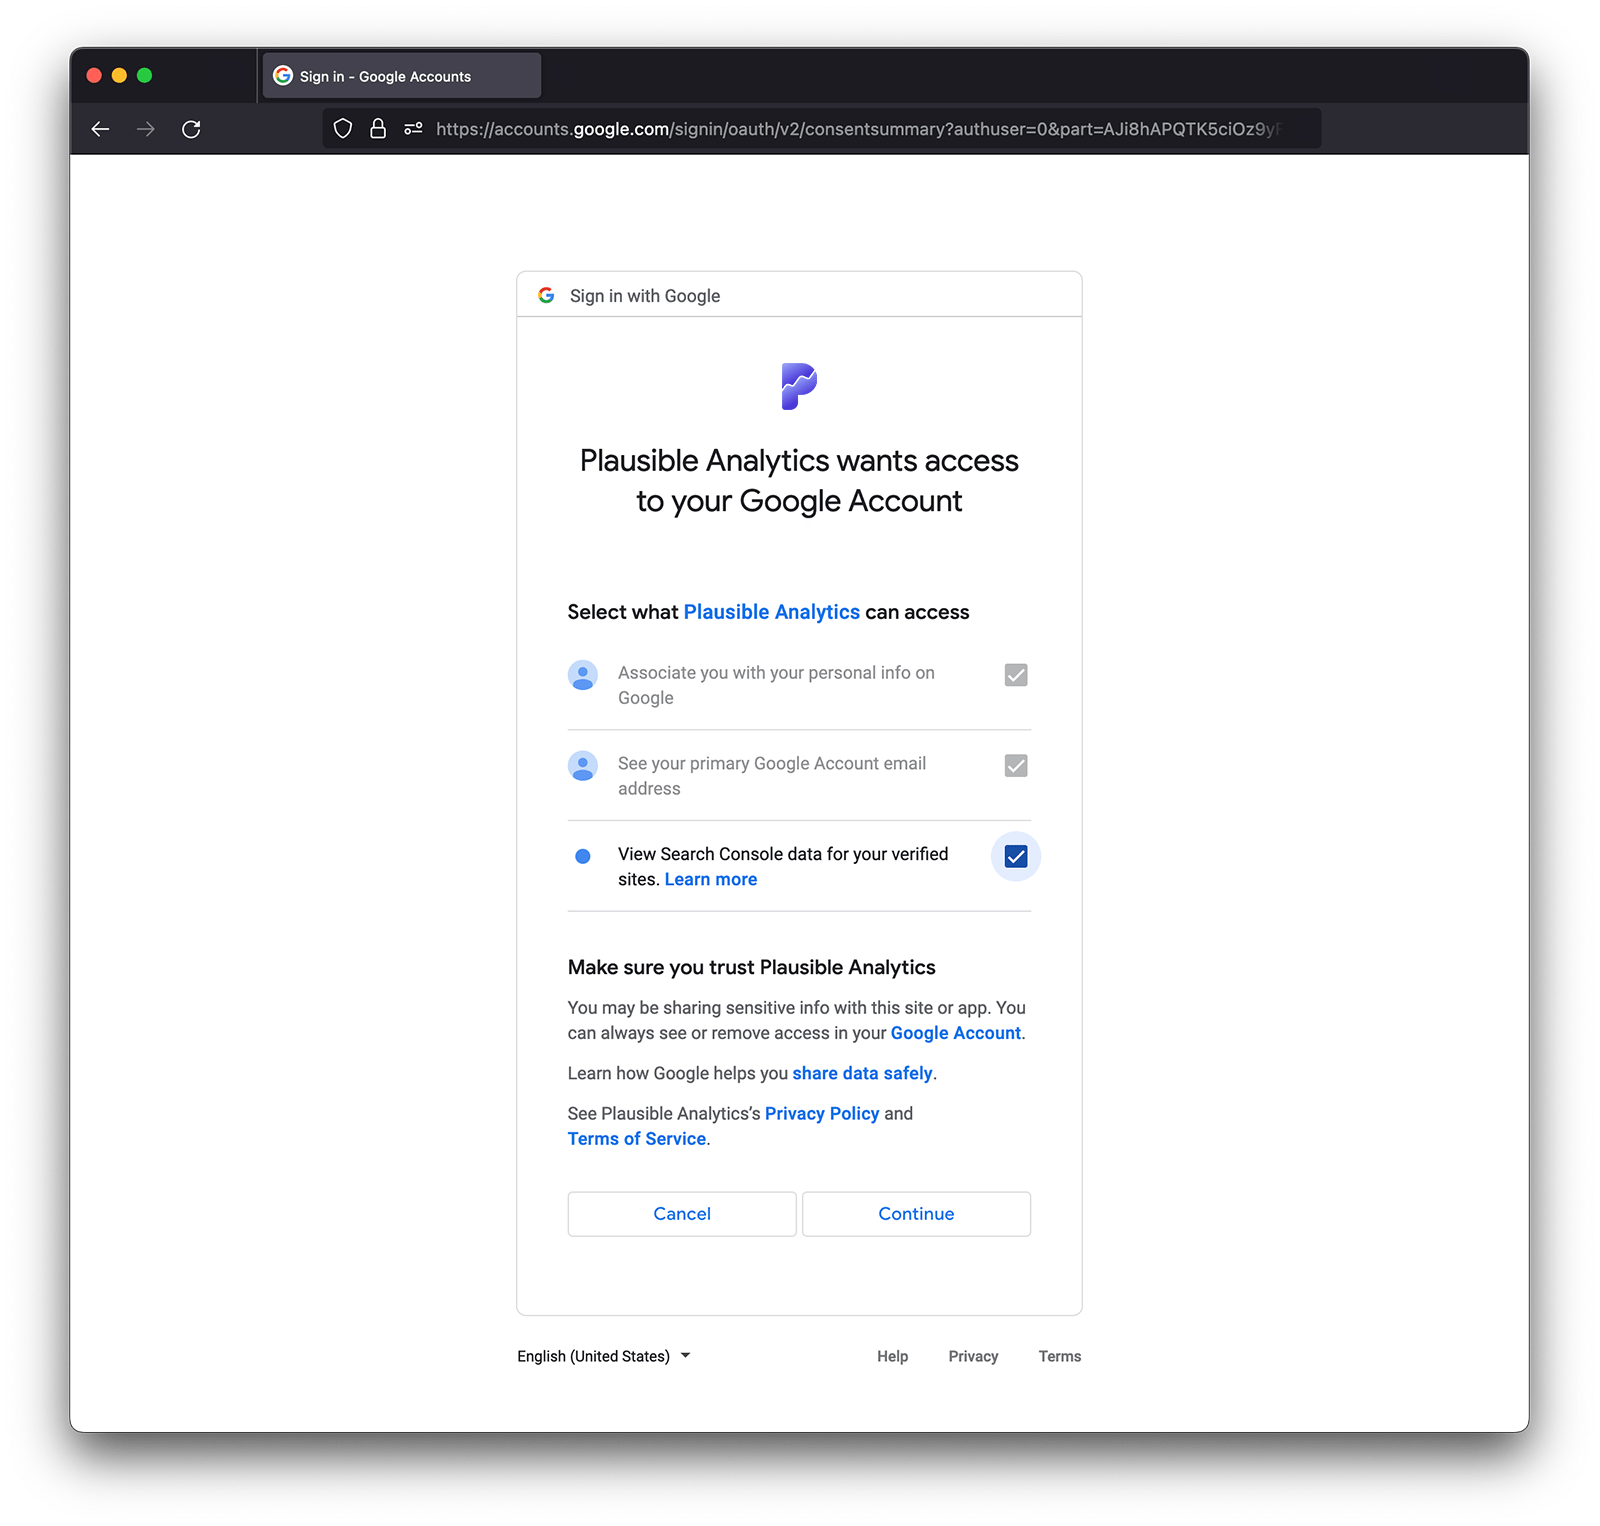 Sign in - Google Accounts
https://accounts.google.com/signin/oauth/v2/consentsummary?authuser=0&part=AJi8hAPQTK5ciOz9yF
Sign in with Google
Plausible Analytics wants access
to your Google Account
Select what Plausible Analytics can access
Associate you with your personal info on
Google
See your primary Google Account email
address
View Search Console data for your verified
sites. Learn more
Make sure you trust Plausible Analytics
You may be sharing sensitive info with this site or app. You
can always see or remove access in your Google Account.
Learn how Google helps you share data safely.
See Plausible Analytics’s Privacy Policy and
Terms of Service.
Cancel Continue
English (United States) Help Privacy Terms